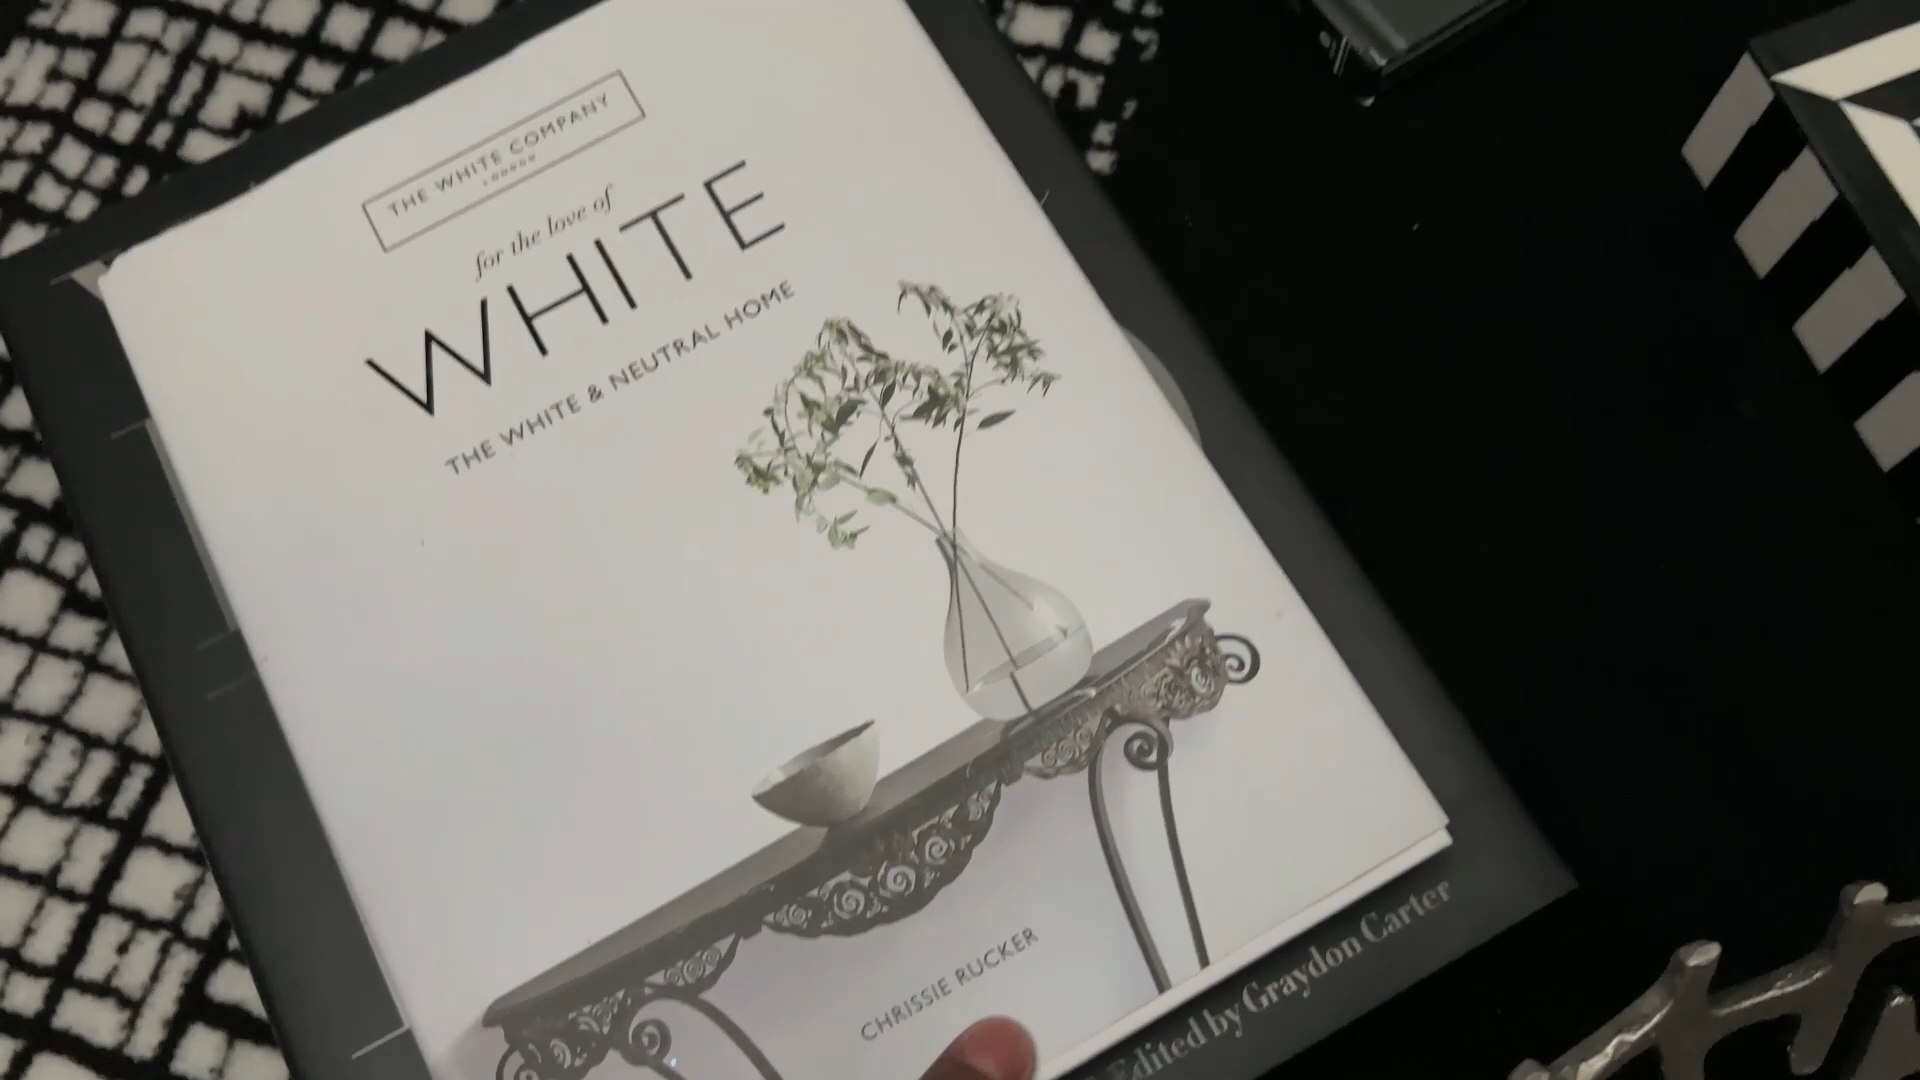 THE WHITE COMPANY
LONDON
for the love of
WHITE
THE WHITE & NEUTRAL HOME
CHRISSIE RUCKER
Edited by Graydon Carter